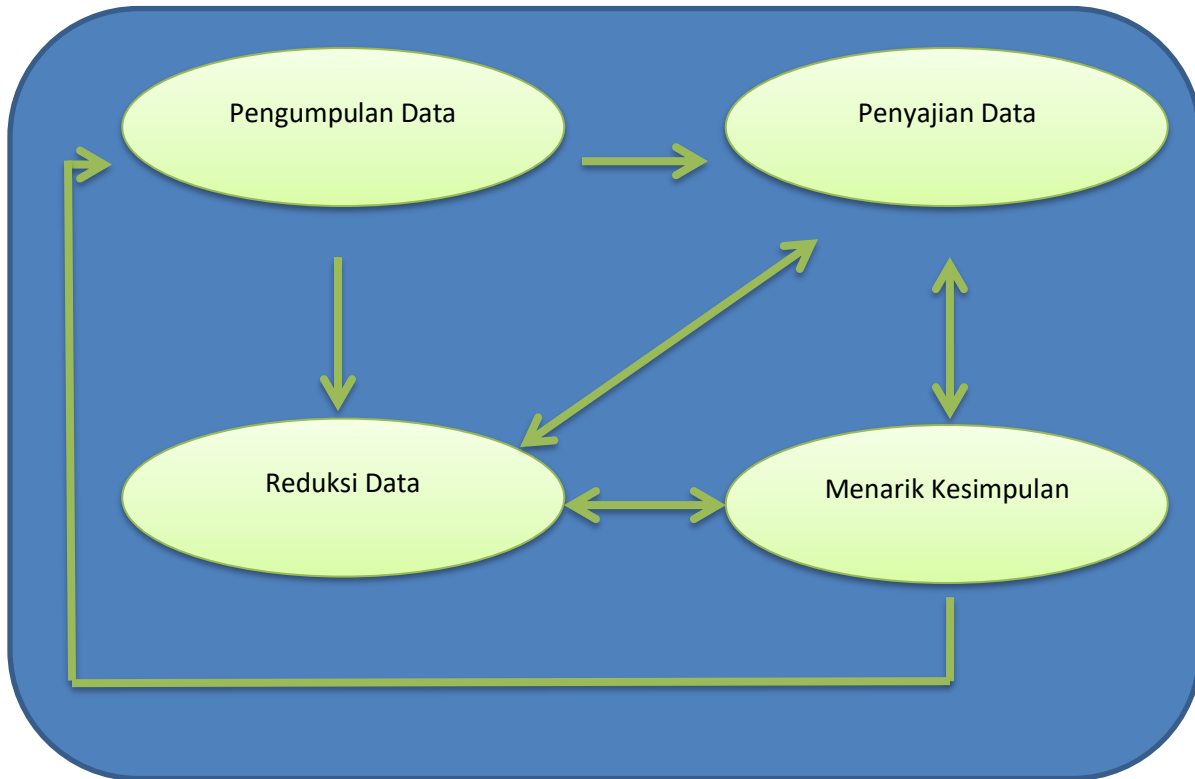 Pengumpulan Data
Penyajian Data
Reduksi Data
Menarik Kesimpulan